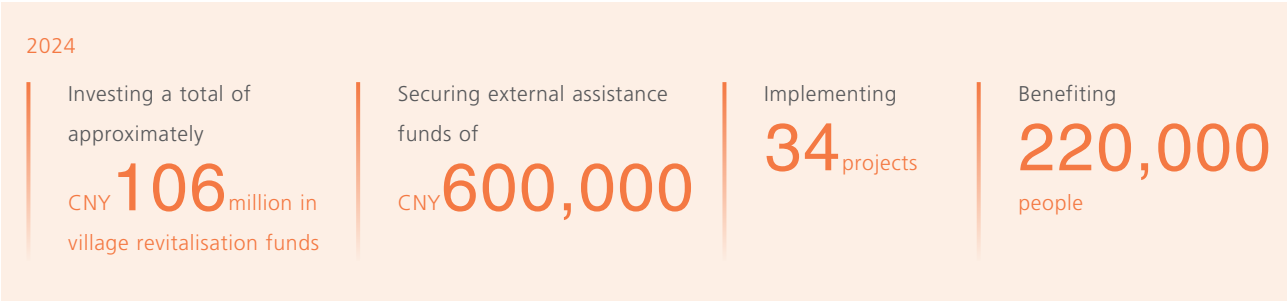 2024
Investing a total of
approximately
CNY 106 million in
village revitalisation funds
Securing external assistance
funds of
CNY 600,000
Implementing
34 projects
Benefiting
220,000
people